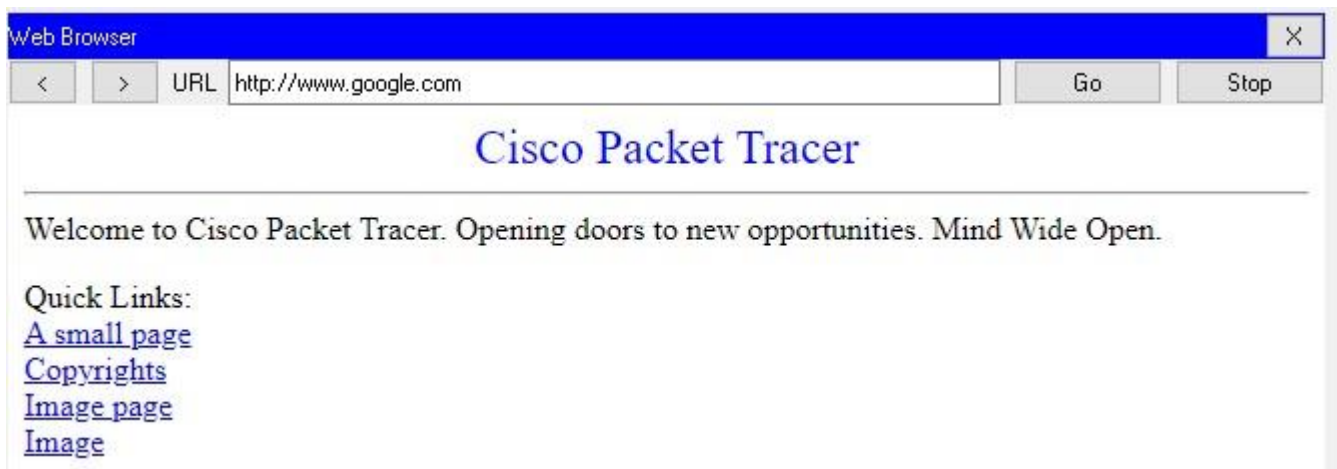 Web Browser X
< > URL http://www.google.com Go Stop
Cisco Packet Tracer
Welcome to Cisco Packet Tracer. Opening doors to new opportunities. Mind Wide Open.
Quick Links:
A small page
Copyrights
Image page
Image